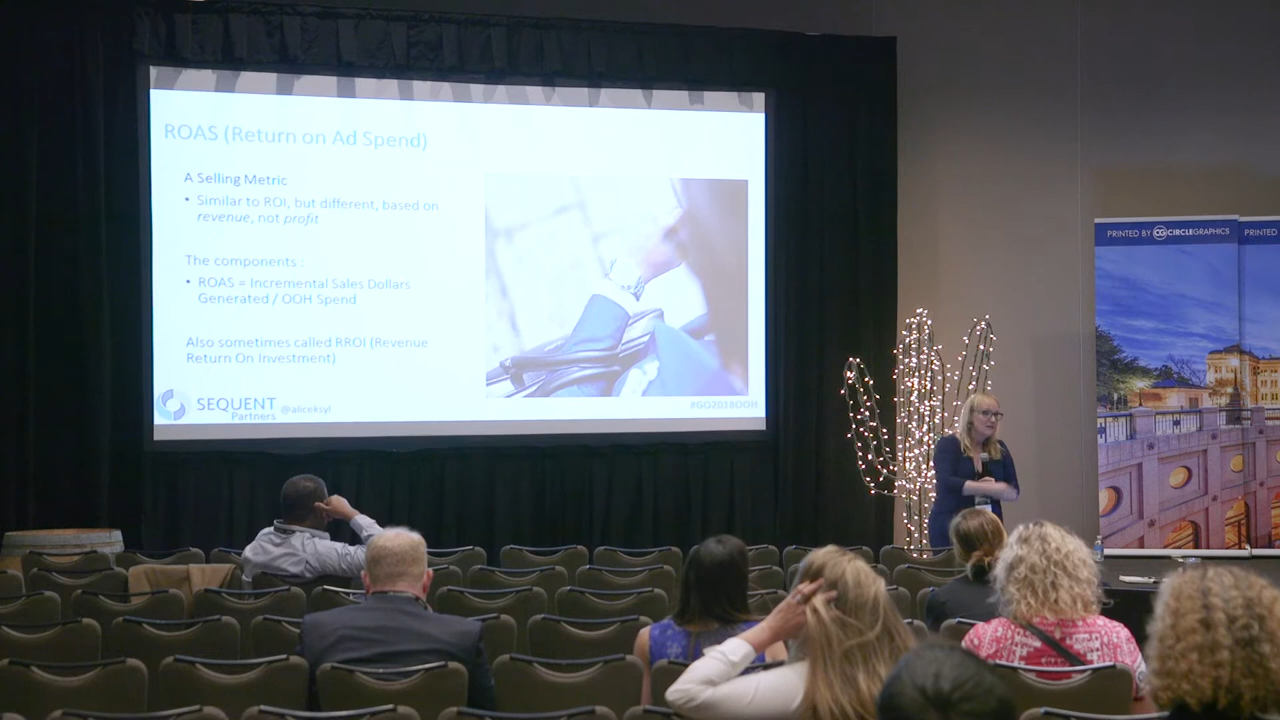 ROAS (Return on Ad Spend)
A Selling Metric
• Similar to ROI, but different, based on
revenue, not profit
The components :
• ROAS = Incremental Sales Dollars
Generated / OOH Spend
Also sometimes called RROI (Revenue
Return On Investment)
SEQUENT
Partners
@aliceksyl
#GO2018OOH
PRINTED BY CG CIRCLEGRAPHICS
PRINTED